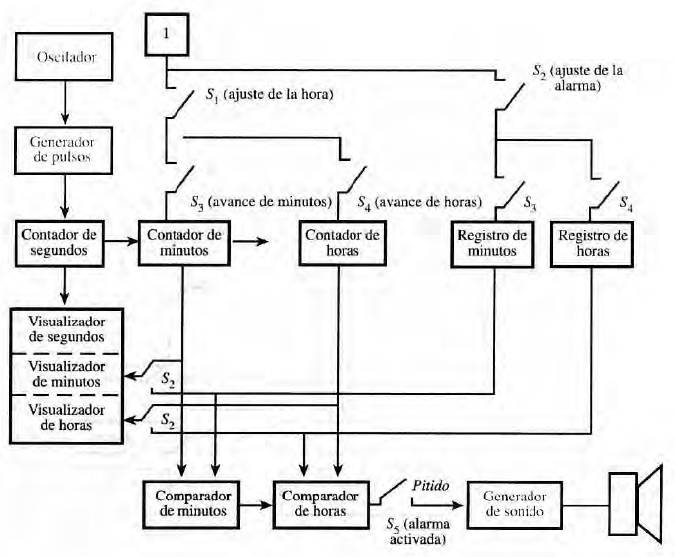 1
Oscilador
S2 (ajuste de la
alarma)
S1 (ajuste de la hora)
Generador
de pulsos
S3 (avance de minutos)
S4 (avance de horas)
S3
S4
Contador de
segundos
Contador de
minutos
Contador de
horas
Registro de
minutos
Registro de
horas
Visualizador
de segundos
Visualizador
de minutos
S2
Visualizador
de horas
S2
Comparador
de minutos
Comparador
de horas
Pitido
S5 (alarma
activada)
Generador
de sonido